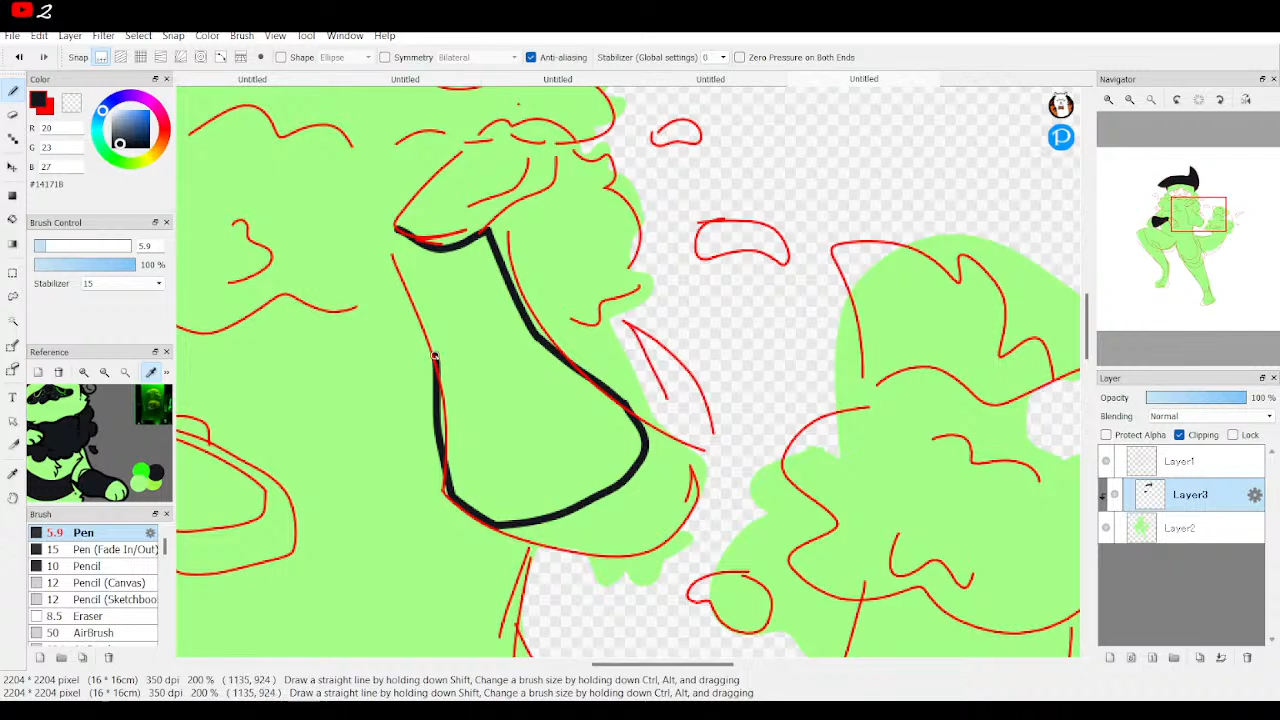 2
File Edit Layer Filter Select Snap Color Brush View Tool Window Help
Snap Shape Ellipse Symmetry Bilateral Anti-aliasing Stabilizer (Global settings) 0 Zero Pressure on Both Ends
Color Untitled Untitled Untitled Untitled Untitled Navigator
R 20
G 23
B 27
#14171B
Brush Control
5.9
100 %
Stabilizer 15
Reference
»
Brush
5.9 Pen
15 Pen (Fade In/Out)
10 Pencil
12 Pencil (Canvas)
12 Pencil (Sketchboo
8.5 Eraser
50 AirBrush
P
Layer
Opacity 100 %
Blending Normal
Protect Alpha Clipping Lock
Layer1
Layer3
Layer2
2204 * 2204 pixel (16 * 16cm) 350 dpi 200 % ( 1135, 924 ) Draw a straight line by holding down Shift, Change a brush size by holding down Ctrl, Alt, and dragging
2204 * 2204 pixel (16 * 16cm) 350 dpi 200 % ( 1135, 924 ) Draw a straight line by holding down Shift, Change a brush size by holding down Ctrl, Alt, and dragging